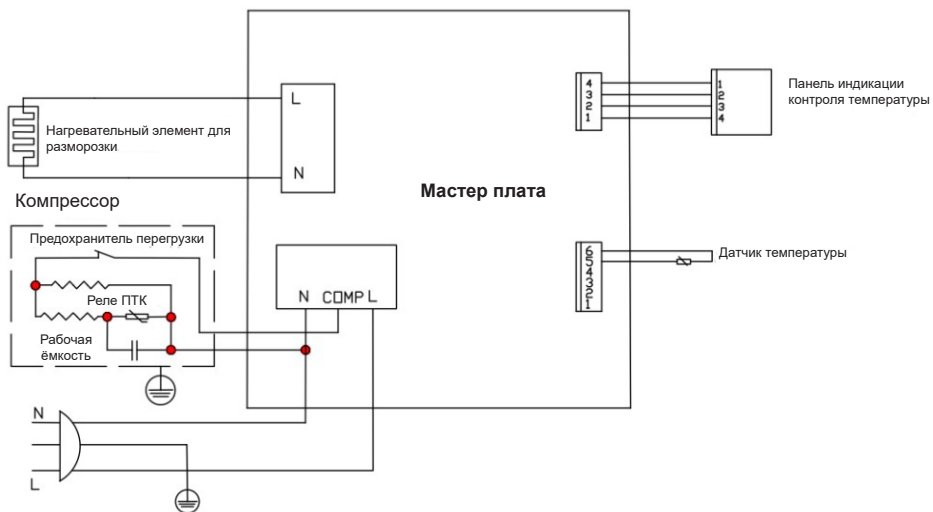 L
N
Нагревательный элемент для
разморозки
Мастер плата
4
3
2
1
1
2
3
4
Панель индикации
контроля температуры
6
5
4
3
2
1
Датчик температуры
Компрессор
Предохранитель перегрузки
Реле ПТК
Рабочая
ёмкость
N COMP L
N
L